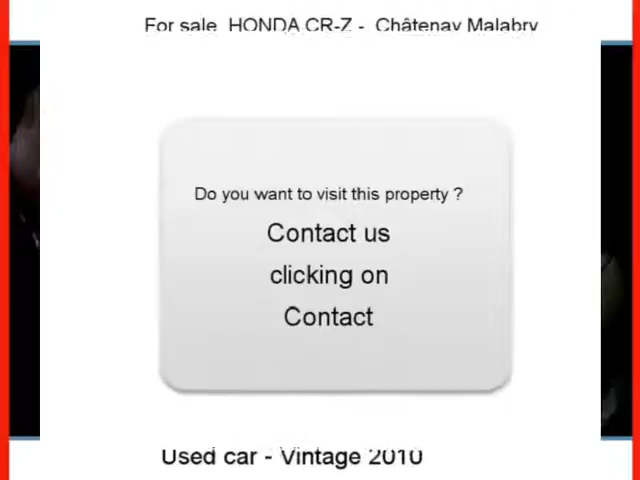 For sale HONDA CR-Z - Châtenay Malabry
Do you want to visit this property ?
Contact us
clicking on
Contact
Used car - Vintage 2010